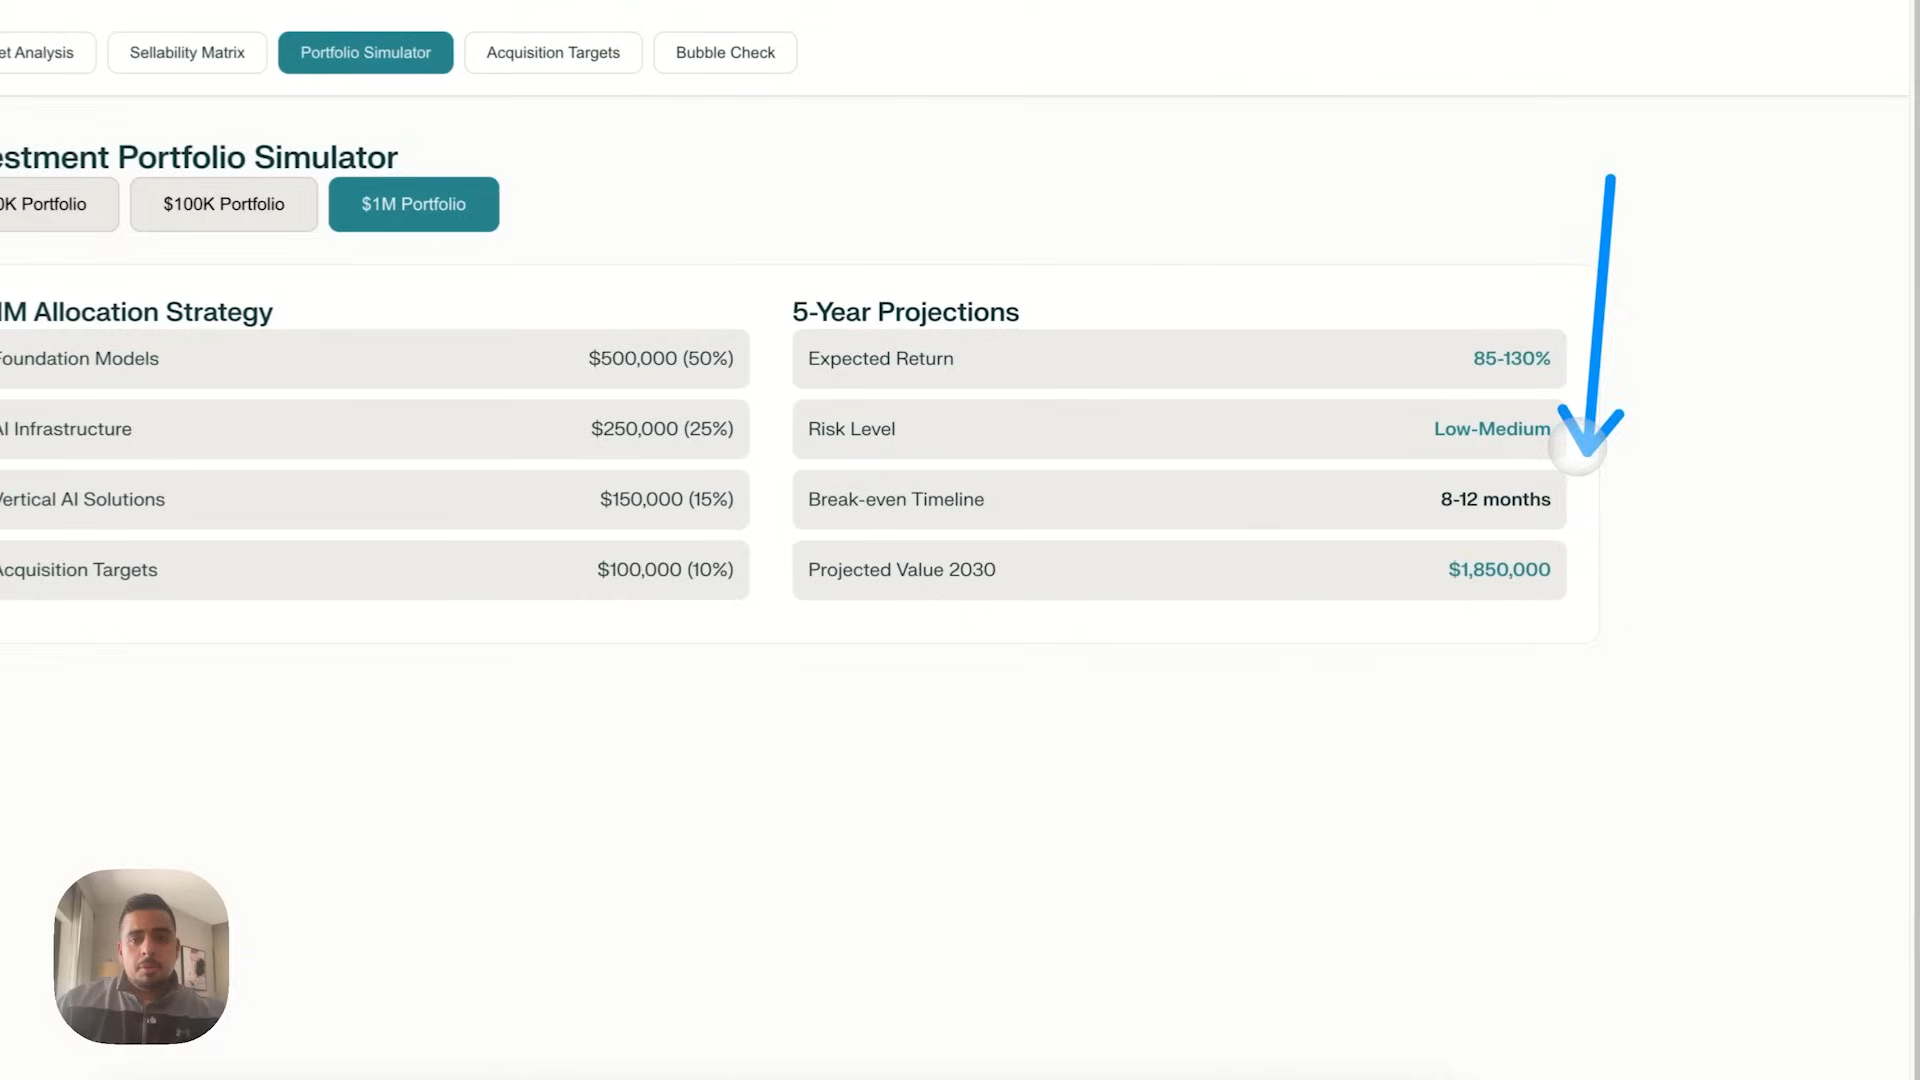 et Analysis
Sellability Matrix
Portfolio Simulator
Acquisition Targets
Bubble Check
estment Portfolio Simulator
0K Portfolio
$100K Portfolio
$1M Portfolio
1M Allocation Strategy
Foundation Models
$500,000 (50%)
AI Infrastructure
$250,000 (25%)
Vertical AI Solutions
$150,000 (15%)
Acquisition Targets
$100,000 (10%)
5-Year Projections
Expected Return
85-130%
Risk Level
Low-Medium
Break-even Timeline
8-12 months
Projected Value 2030
$1,850,000